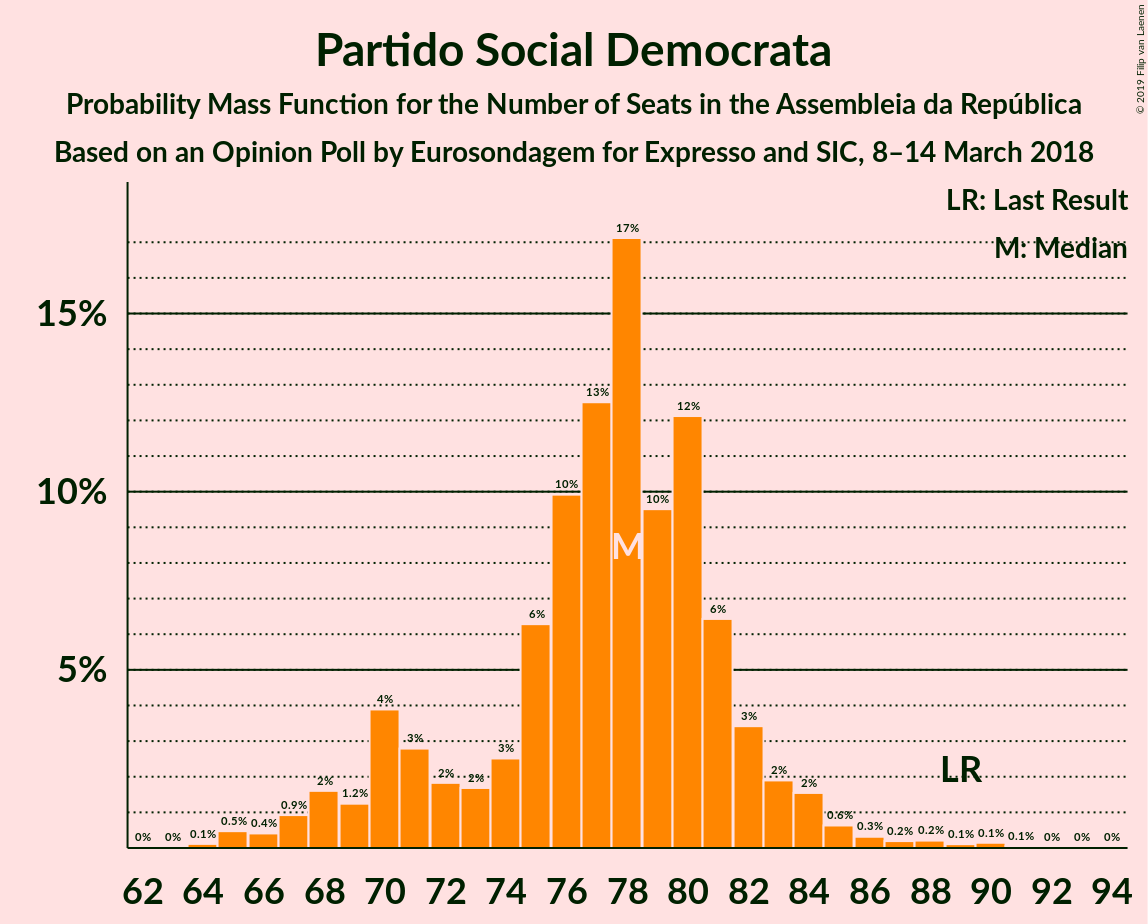 Partido Social Democrata
Probability Mass Function for the Number of Seats in the Assembleia da República
Based on an Opinion Poll by Eurosondagem for Expresso and SIC, 8–14 March 2018
© 2019 Filip van Laenen
LR: Last Result
M: Median
15%
10%
5%
0% 0% 0.1% 0.5% 0.4% 0.9% 2% 1.2% 4% 3% 2% 2% 3% 6% 10% 13% 17% 10% 12% 6% 3% 2% 2% 0.6% 0.3% 0.2% 0.2% 0.1% 0.1% 0.1% 0% 0% 0%
M
LR
62 64 66 68 70 72 74 76 78 80 82 84 86 88 90 92 94